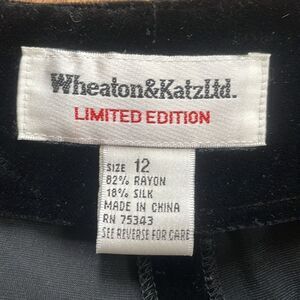 Wheaton&KatzLtd.
LIMITED EDITION
SIZE 12
82% RAYON
18% SILK
MADE IN CHINA
RN 75343
SEE REVERSE FOR CARE